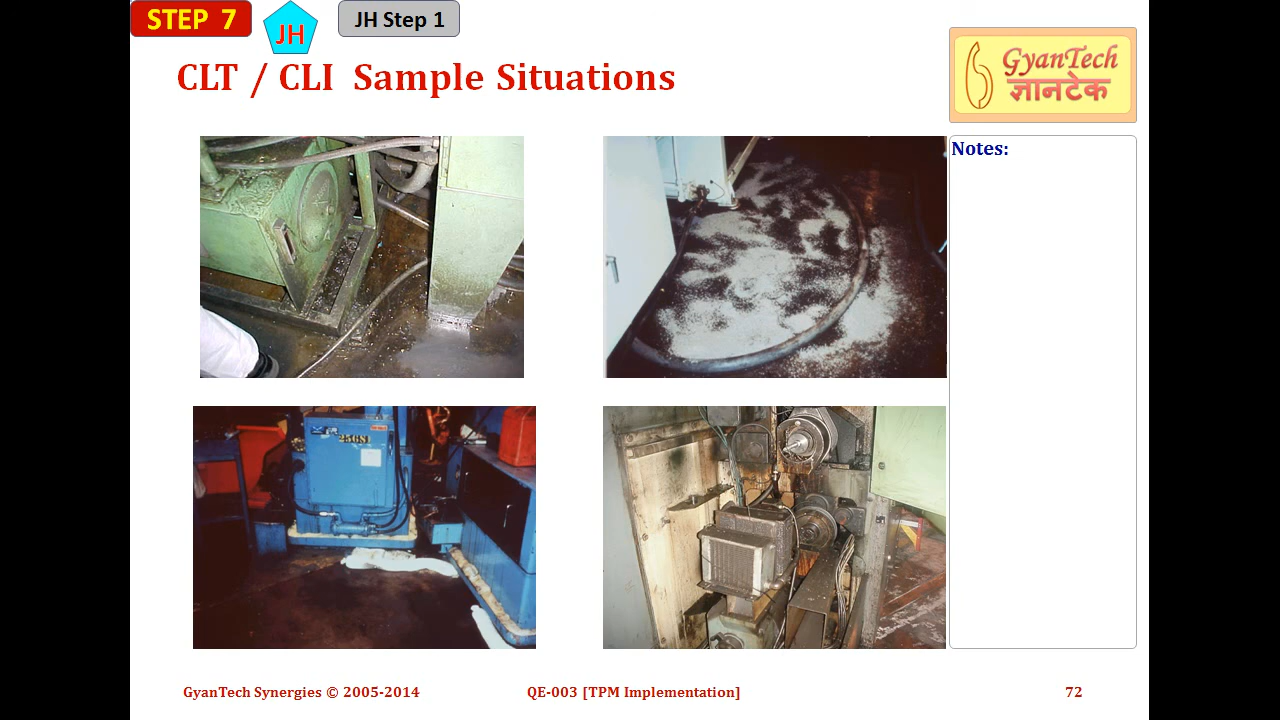 STEP 7
JH
JH Step 1
CLT / CLI Sample Situations
GyanTech
ज्ञानटेक
Notes:
GyanTech Synergies © 2005-2014
QE-003 [TPM Implementation]
72